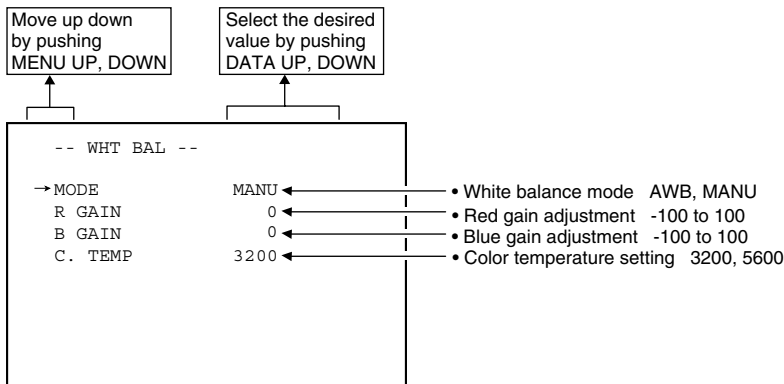 Move up down
by pushing
MENU UP, DOWN
Select the desired
value by pushing
DATA UP, DOWN
-- WHT BAL --
→MODE MANU • White balance mode AWB, MANU
R GAIN 0 • Red gain adjustment -100 to 100
B GAIN 0 • Blue gain adjustment -100 to 100
C. TEMP 3200 • Color temperature setting 3200, 5600